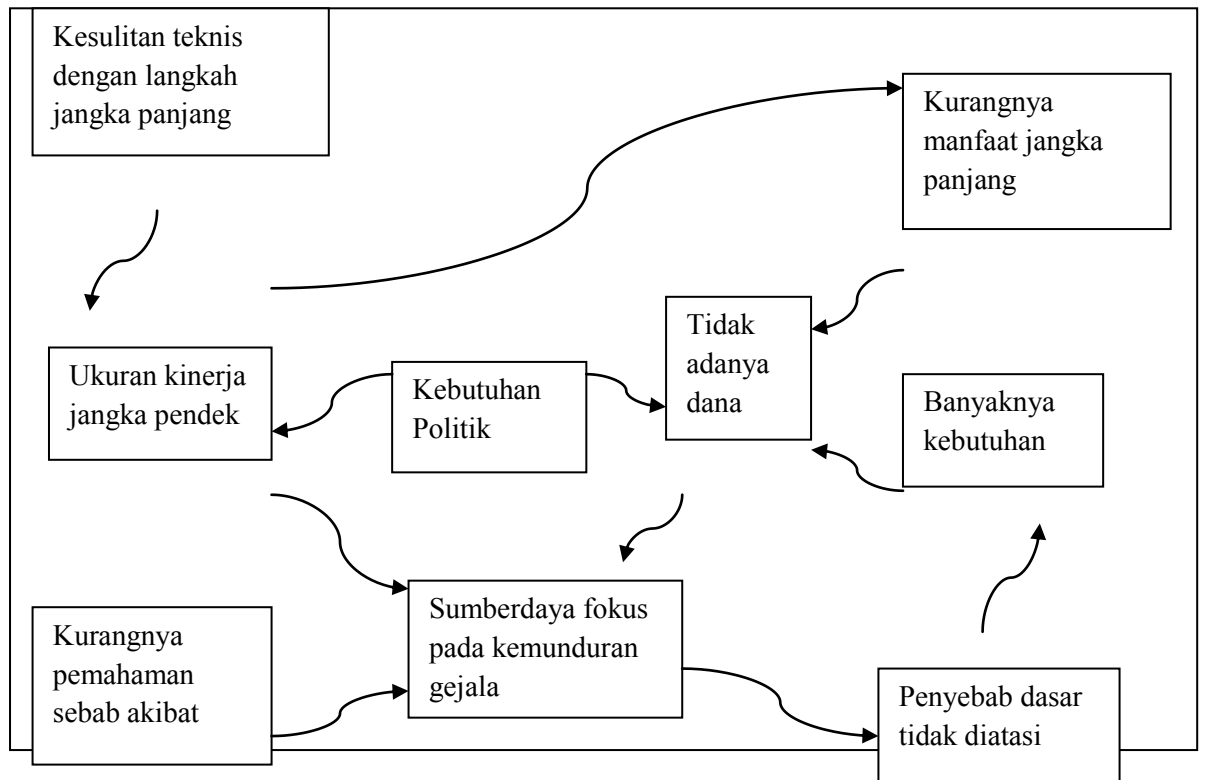 Kesulitan teknis
dengan langkah
jangka panjang
Kurangnya
manfaat jangka
panjang
Tidak
adanya
dana
Ukuran kinerja
jangka pendek
Kebutuhan
Politik
Banyaknya
kebutuhan
Sumberdaya fokus
pada kemunduran
gejala
Kurangnya
pemahaman
sebab akibat
Penyebab dasar
tidak diatasi